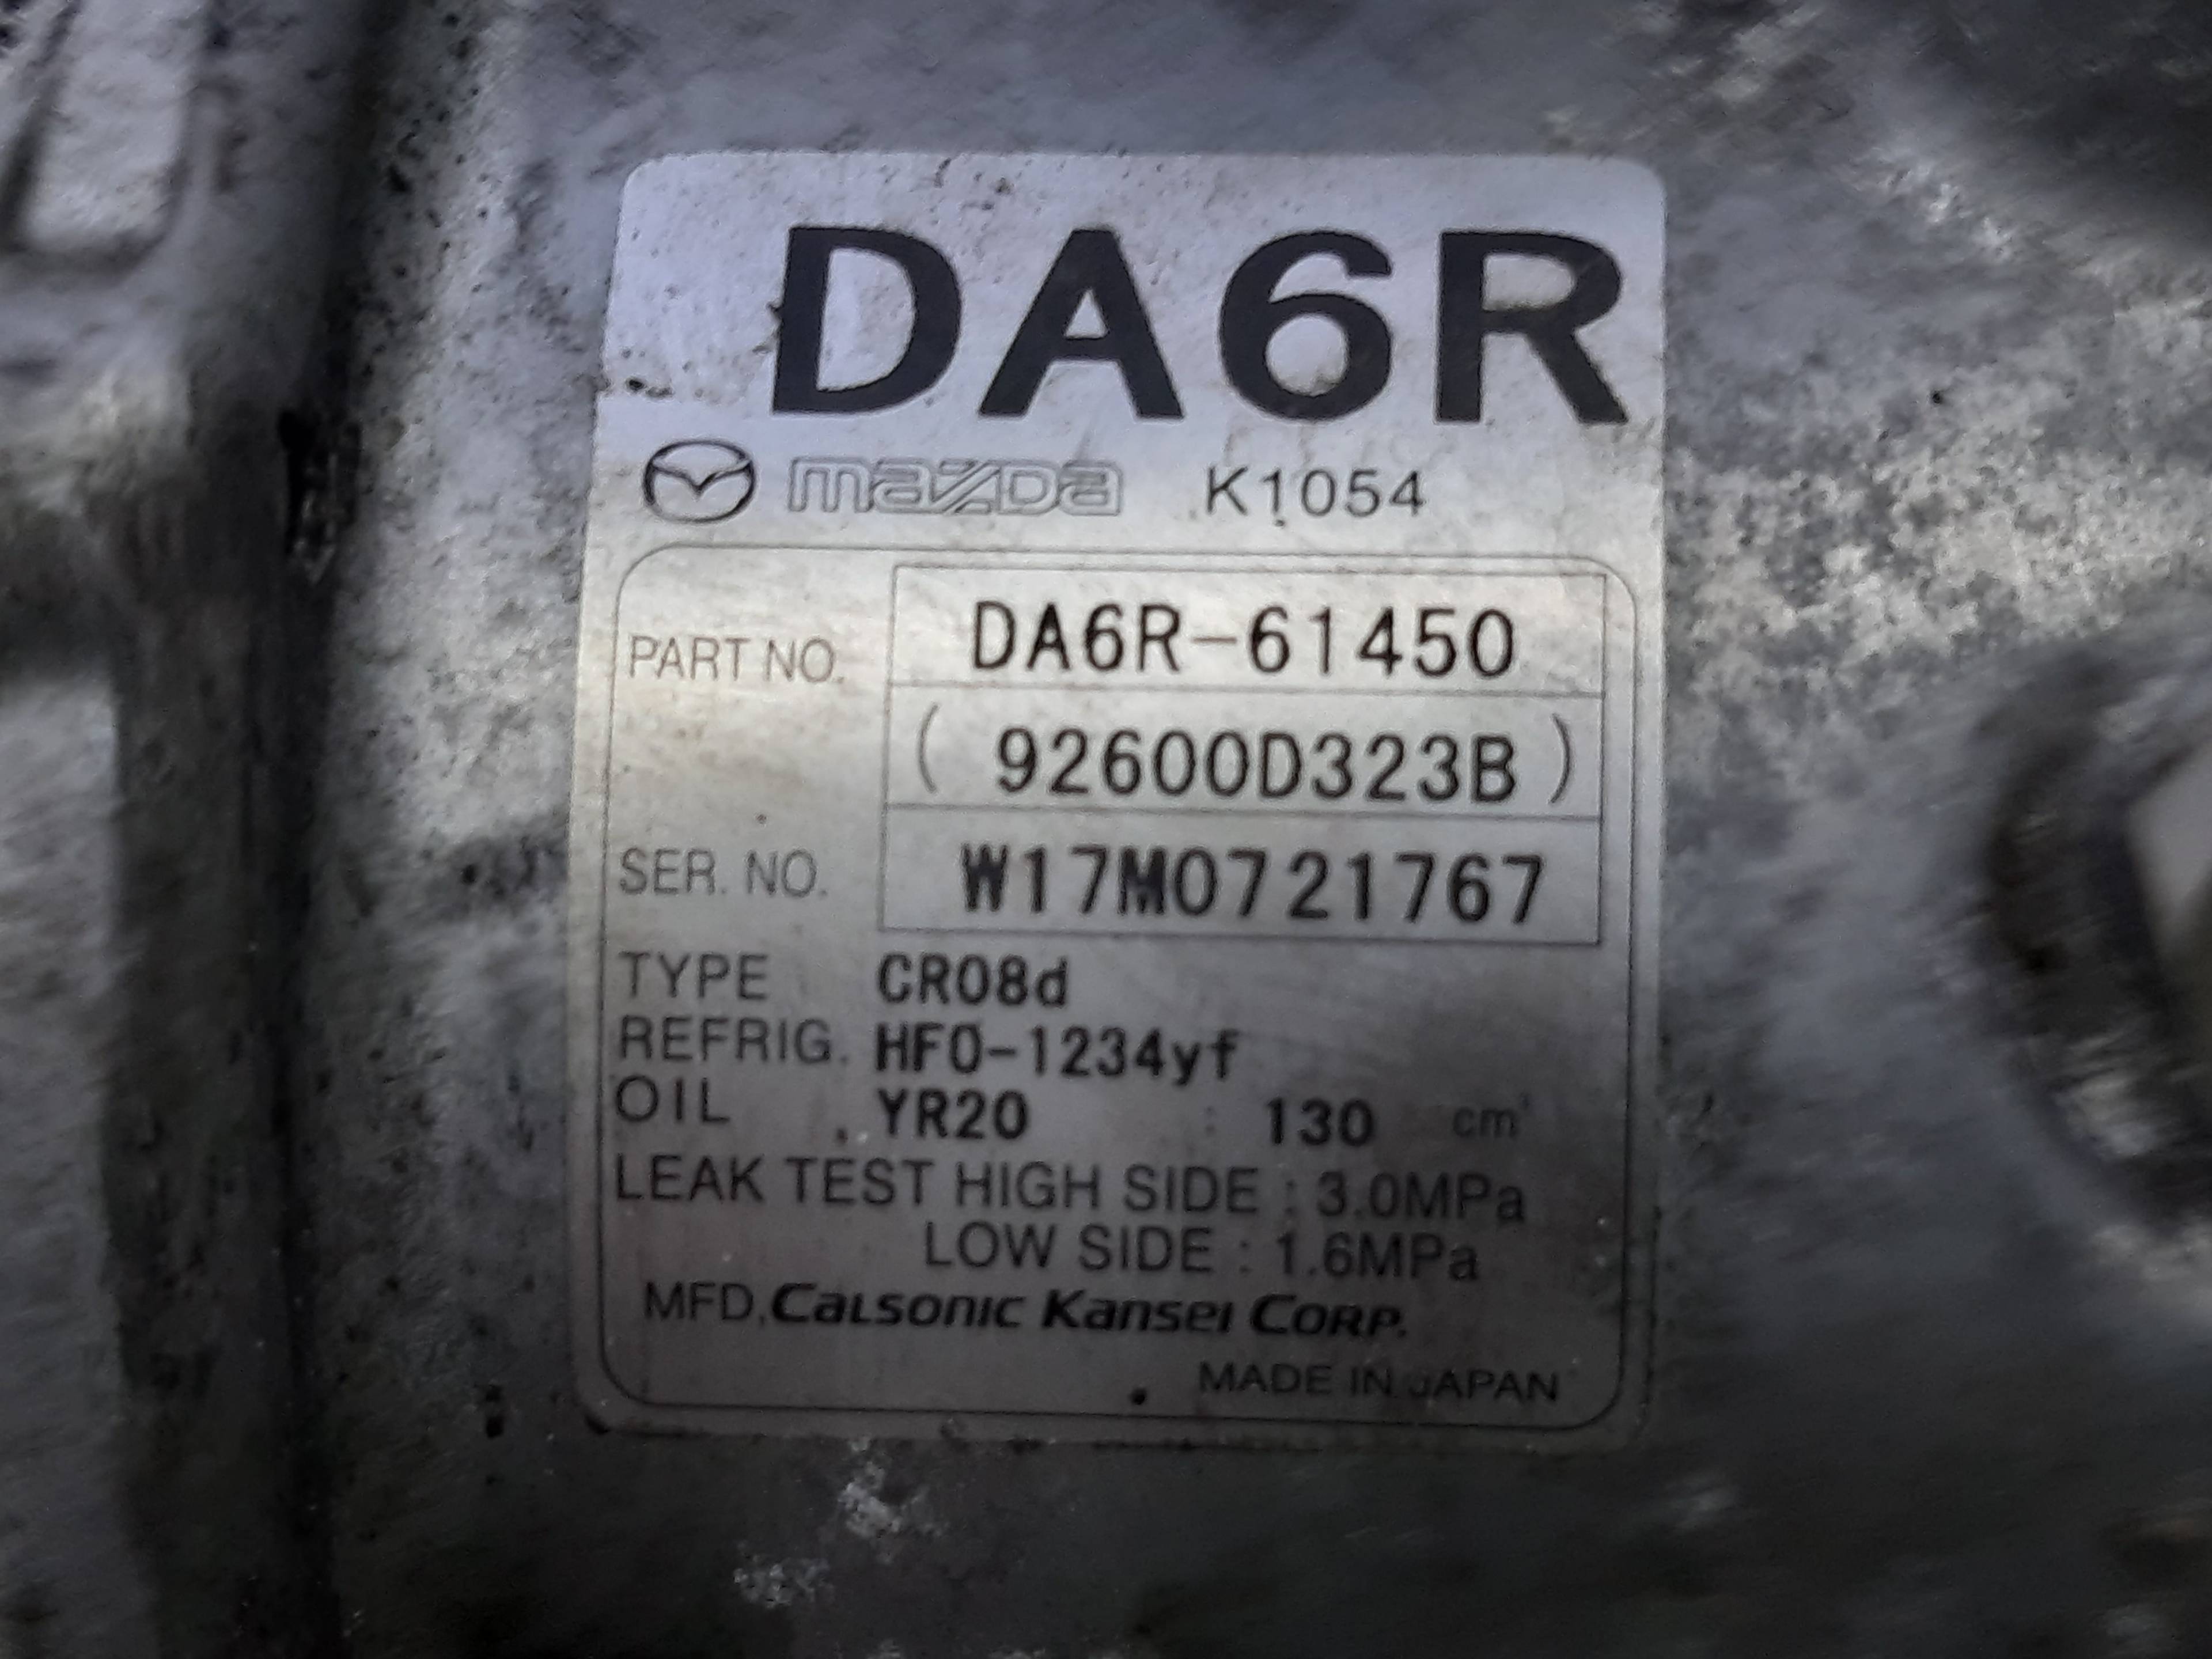 DA6R
mazda K1054
PART NO. DA6R-61450
( 92600D323B )
SER. NO. W17M0721767
TYPE CR08d
REFRIG. HFO-1234yf
OIL YR20 : 130 cm³
LEAK TEST HIGH SIDE : 3.0MPa
LOW SIDE : 1.6MPa
MFD. CALSONIC KANSEI CORP.
MADE IN JAPAN